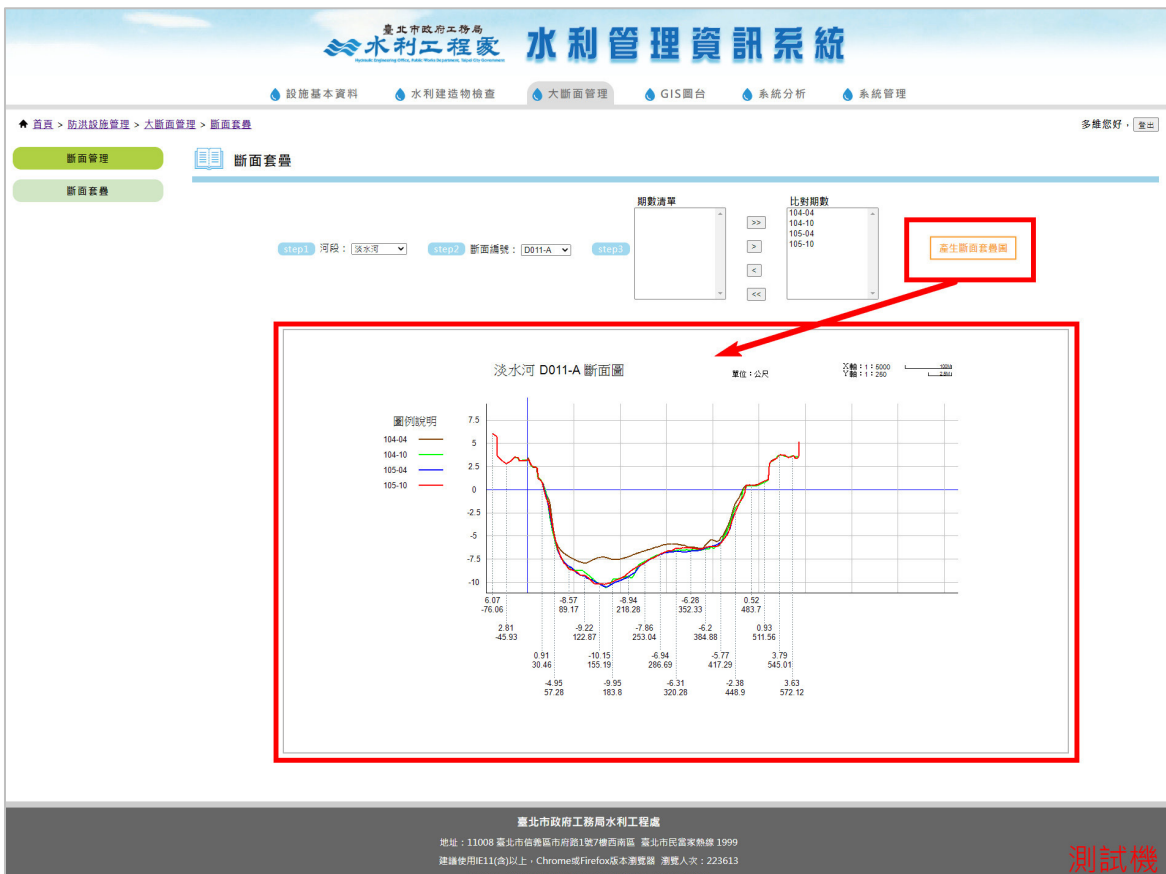 臺北市政府工務局
水利工程處 水利管理資訊系統
Hydraulic Engineering Office, Public Works Department, Taipei City Government
設施基本資料 水利建造物檢查 大斷面管理 GIS圖台 系統分析 系統管理
首頁 > 防洪設施管理 > 大斷面管理 > 斷面套疊 多維您好, 登出
斷面管理
斷面套疊
斷面套疊
期數清單 比對期數
104-04
104-10
105-04
105-10
>>
>
<
<<
step1 河段: 淡水河 step2 斷面編號: D011-A step3
產生斷面套疊圖
淡水河 D011-A 斷面圖 單位:公尺
X軸:1:5000 100M
Y軸:1:250 2.5M
圖例說明
104-04
104-10
105-04
105-10
7.5
5
2.5
0
-2.5
-5
-7.5
-10
6.07 -8.57 -8.94 -6.28 0.52
-76.06 89.17 218.28 352.33 483.7
2.81 -9.22 -7.86 -6.2 0.93
-45.93 122.87 253.04 384.88 511.56
0.91 -10.15 -6.94 -5.77 3.79
30.46 155.19 286.69 417.29 545.01
-4.95 -9.95 -6.31 -2.38 3.63
57.28 183.8 320.28 448.9 572.12
臺北市政府工務局水利工程處
地址:11008 臺北市信義區市府路1號7樓西南區 臺北市民當家熱線 1999
建議使用IE11(含)以上,Chrome或Firefox版本瀏覽器 瀏覽人次:223613
測試機